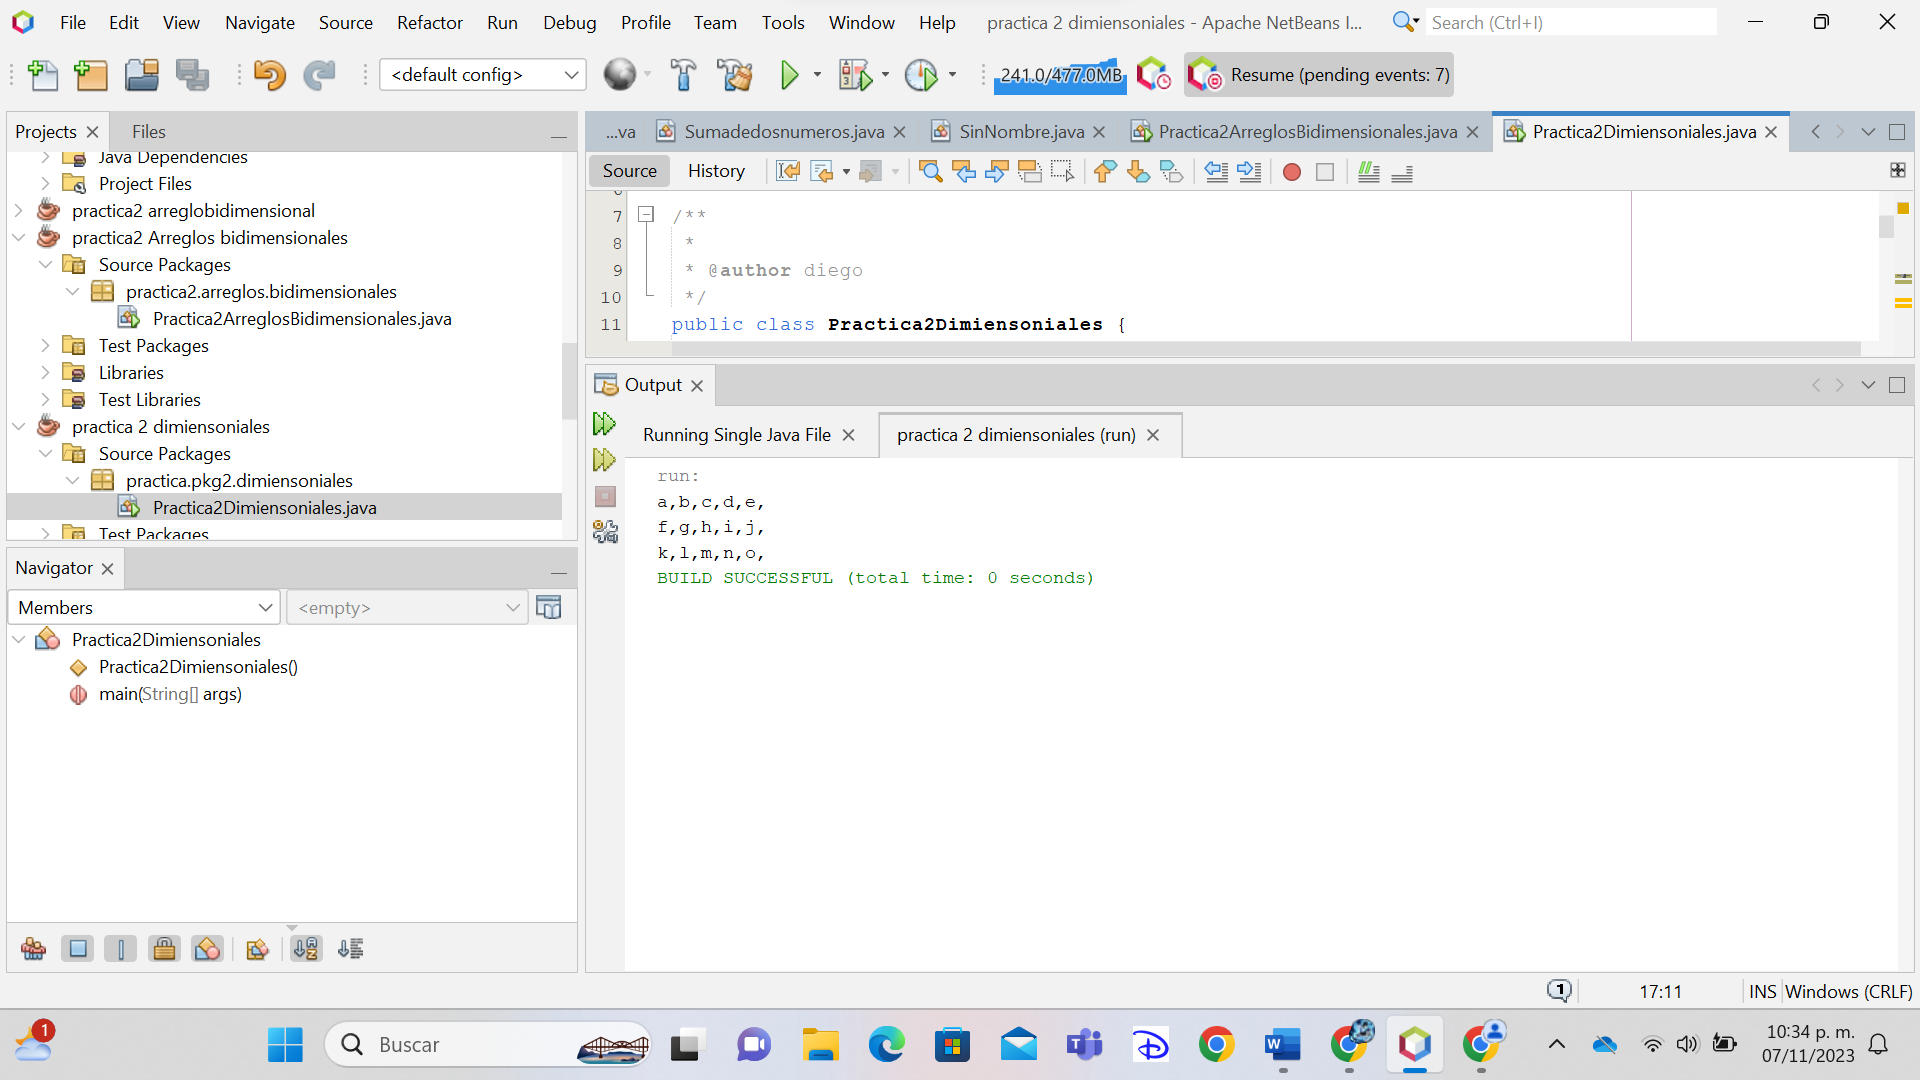 File Edit View Navigate Source Refactor Run Debug Profile Team Tools Window Help practica 2 dimiensoniales - Apache NetBeans I... Search (Ctrl+I)
<default config> 241.0/477.0MB Resume (pending events: 7)
Projects Files
Java Dependencies
Project Files
practica2 arreglobidimensional
practica2 Arreglos bidimensionales
Source Packages
practica2.arreglos.bidimensionales
Practica2ArreglosBidimensionales.java
Test Packages
Libraries
Test Libraries
practica 2 dimiensoniales
Source Packages
practica.pkg2.dimiensoniales
Practica2Dimiensoniales.java
Test Packages
Navigator
Members <empty>
Practica2Dimiensoniales
Practica2Dimiensoniales()
main(String[] args)
...va Sumadedosnumeros.java SinNombre.java Practica2ArreglosBidimensionales.java Practica2Dimiensoniales.java
Source History
6
7 /**
8 *
9 * @author diego
10 */
11 public class Practica2Dimiensoniales {
Output
Running Single Java File practica 2 dimiensoniales (run)
run:
a,b,c,d,e,
f,g,h,i,j,
k,l,m,n,o,
BUILD SUCCESSFUL (total time: 0 seconds)
1 17:11 INS Windows (CRLF)
1 Buscar
10:34 p. m.
07/11/2023